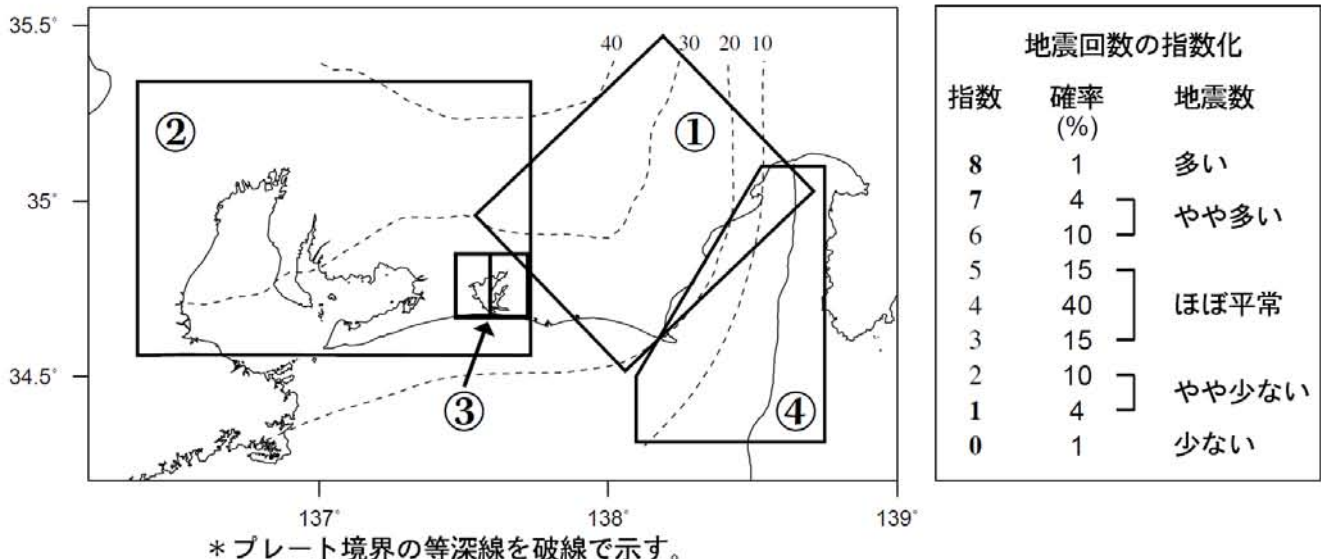 35.5°
35°
34.5°
137°
138°
139°
40
30
20
10
①
②
③
④
＊プレート境界の等深線を破線で示す。
地震回数の指数化
指数 確率 地震数
(%)
8 1 多い
7 4
やや多い
6 10
5 15
4 40 ほぼ平常
3 15
2 10
やや少ない
1 4
0 1 少ない